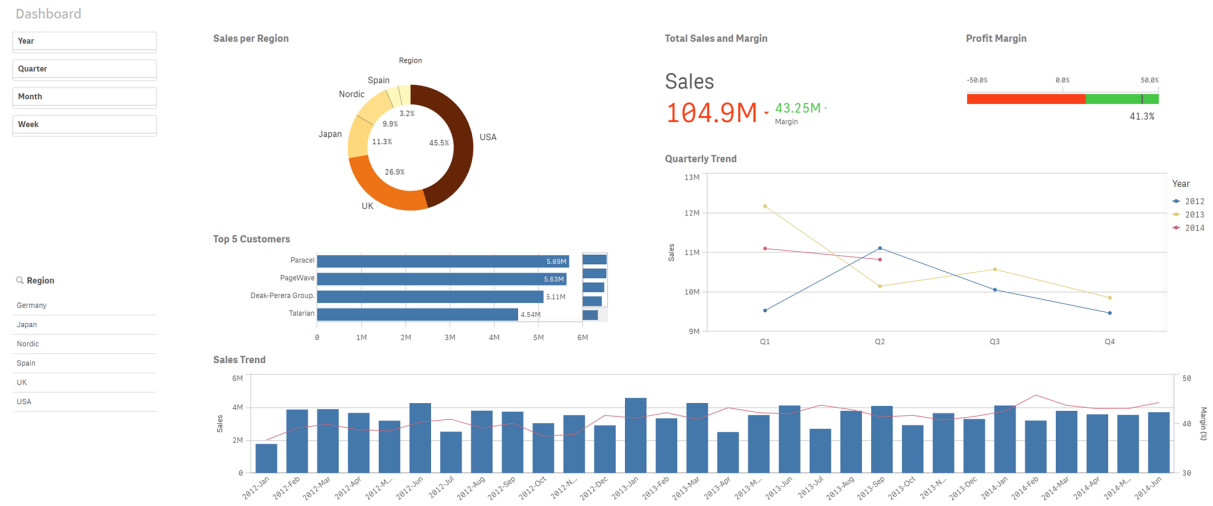 Dashboard
Year
Quarter
Month
Week
Region
Germany
Japan
Nordic
Spain
UK
USA
Sales per Region
Region
Spain
Nordic
Japan
UK
USA
3.2%
9.9%
11.3%
26.9%
45.5%
Top 5 Customers
Paracel 5.69M
PageWave 5.63M
Deak-Perera Group. 5.11M
Talarian 4.54M
0 1M 2M 3M 4M 5M 6M
Total Sales and Margin
Sales
104.9M
43.25M
Margin
Profit Margin
-50.0% 0.0% 50.0%
41.3%
Quarterly Trend
Sales
13M
12M
11M
10M
9M
Q1 Q2 Q3 Q4
Year
2012
2013
2014
Sales Trend
Sales
6M
4M
2M
0
50
40
30
Margin (%)
2012-Jan 2012-Feb 2012-Mar 2012-Apr 2012-M... 2012-Jun 2012-Jul 2012-Aug 2012-Sep 2012-Oct 2012-N... 2012-Dec 2013-Jan 2013-Feb 2013-Mar 2013-Apr 2013-M... 2013-Jun 2013-Jul 2013-Aug 2013-Sep 2013-Oct 2013-N... 2013-Dec 2014-Jan 2014-Feb 2014-Mar 2014-Apr 2014-M... 2014-Jun